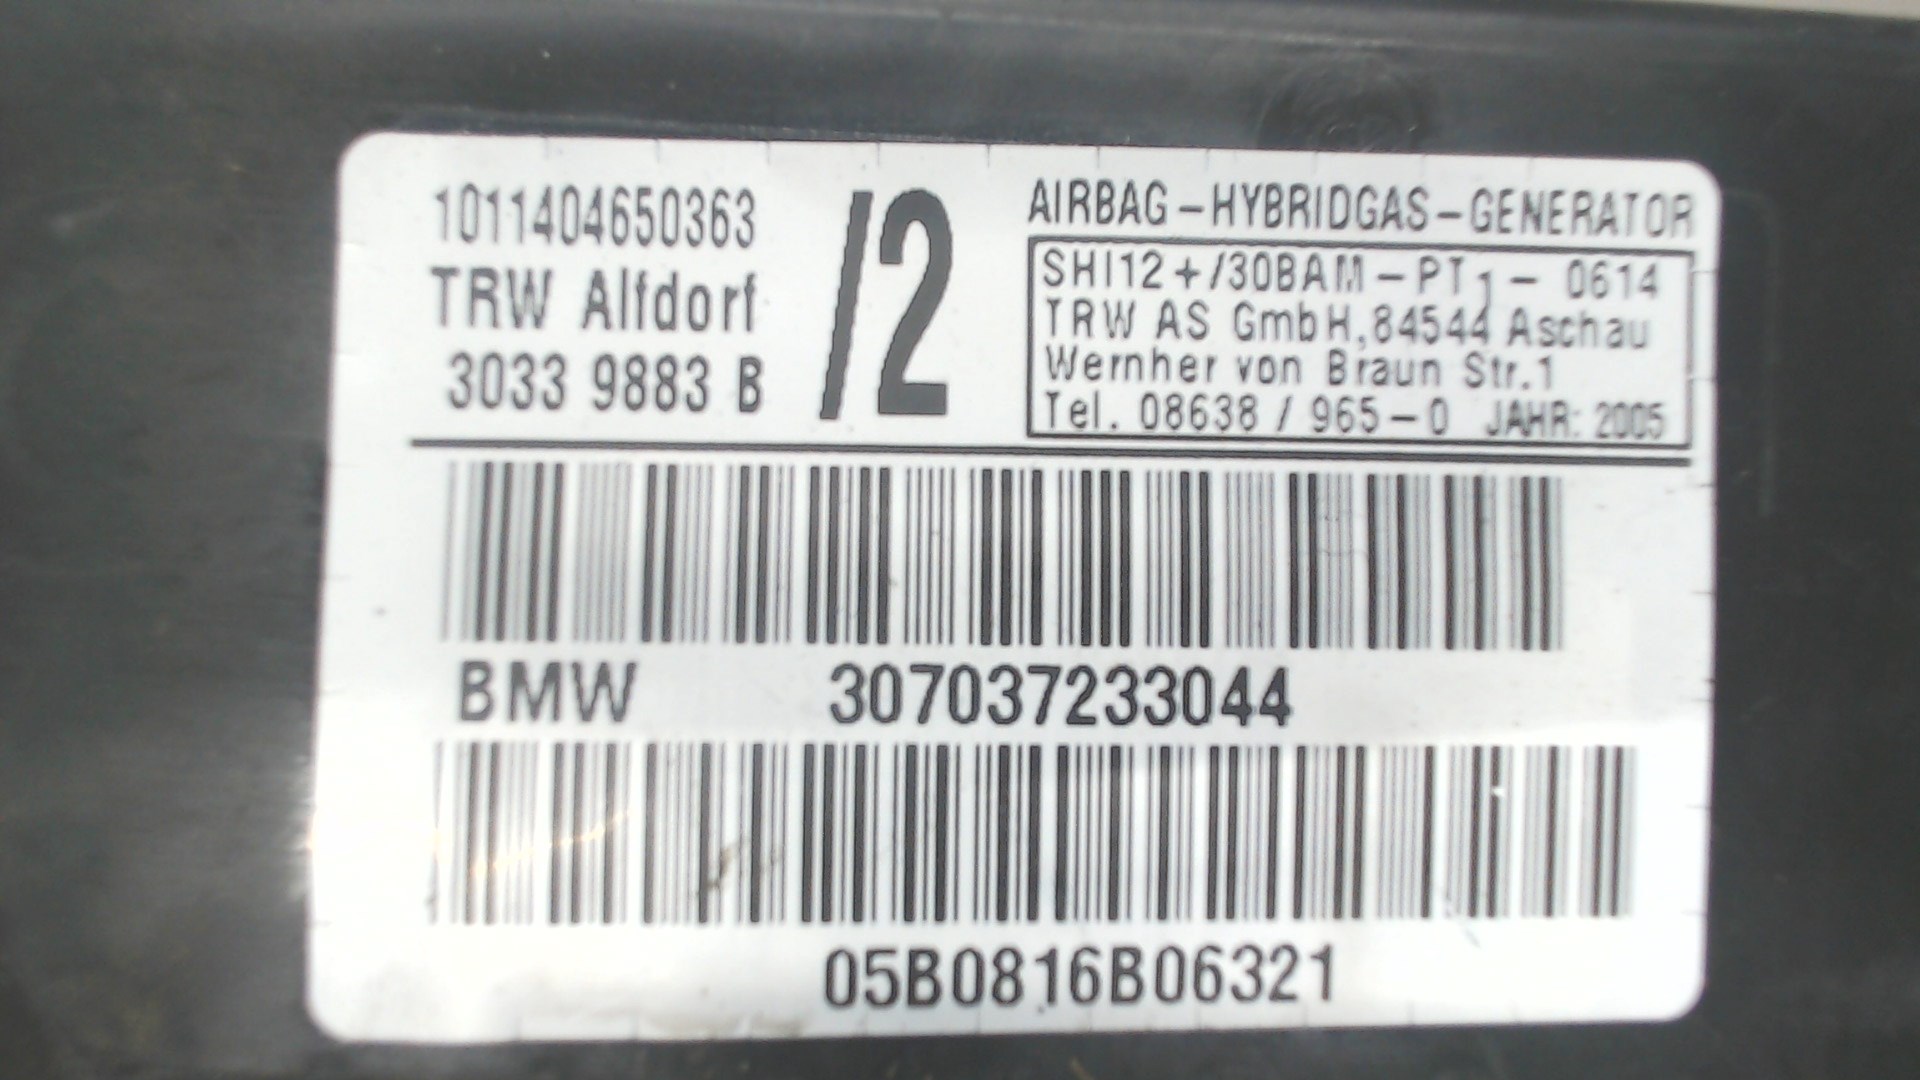 1011404650363
TRW Alfdorf
3033 9883 B
/2
AIRBAG-HYBRIDGAS-GENERATOR
SHI12+/30BAM-PT1-0614
TRW AS GmbH,84544 Aschau
Wernher von Braun Str.1
Tel. 08638 / 965-0 JAHR: 2005
BMW 307037233044
05B0816B06321